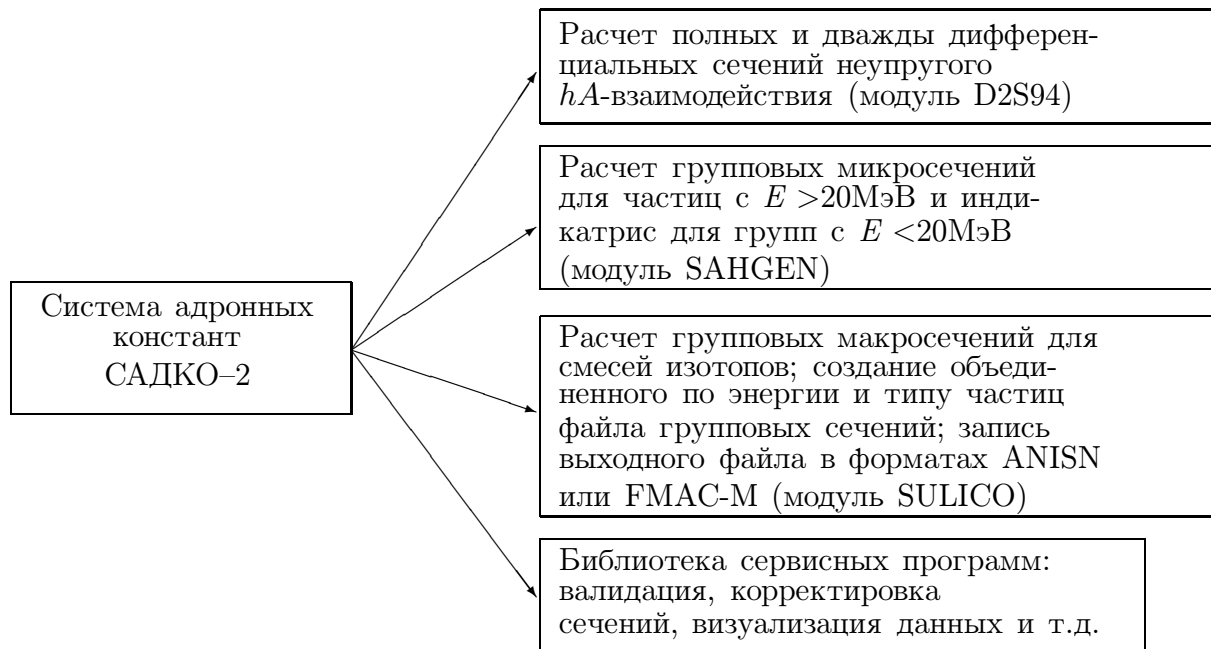 Система адронных
констант
САДКО–2
Расчет полных и дважды дифферен-
циальных сечений неупругого
hA-взаимодействия (модуль D2S94)
Расчет групповых микросечений
для частиц с E >20МэВ и инди-
катрис для групп с E <20МэВ
(модуль SAHGEN)
Расчет групповых макросечений для
смесей изотопов; создание объеди-
ненного по энергии и типу частиц
файла групповых сечений; запись
выходного файла в форматах ANISN
или FMAC-M (модуль SULICO)
Библиотека сервисных программ:
валидация, корректировка
сечений, визуализация данных и т.д.